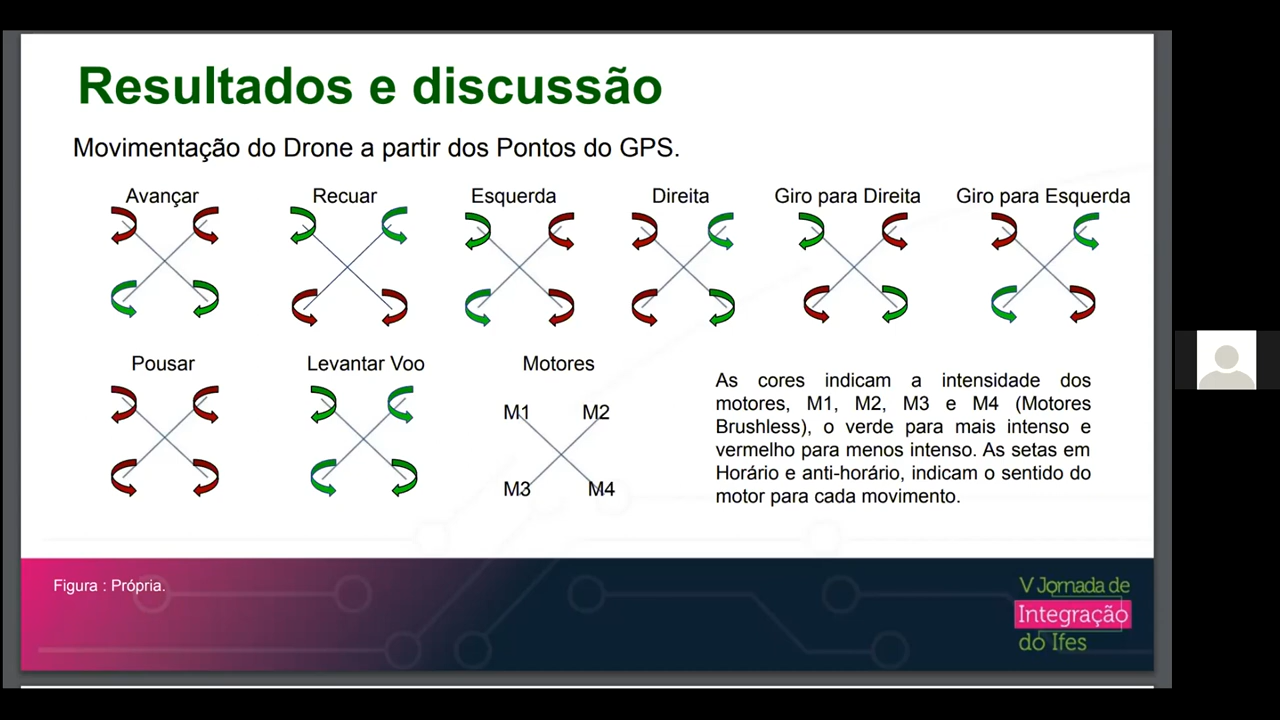 Resultados e discussão
Movimentação do Drone a partir dos Pontos do GPS.
Avançar
Recuar
Esquerda
Direita
Giro para Direita
Giro para Esquerda
Pousar
Levantar Voo
Motores
M1
M2
M3
M4
As cores indicam a intensidade dos
motores, M1, M2, M3 e M4 (Motores
Brushless), o verde para mais intenso e
vermelho para menos intenso. As setas em
Horário e anti-horário, indicam o sentido do
motor para cada movimento.
Figura : Própria.
V Jornada de
Integração
do Ifes